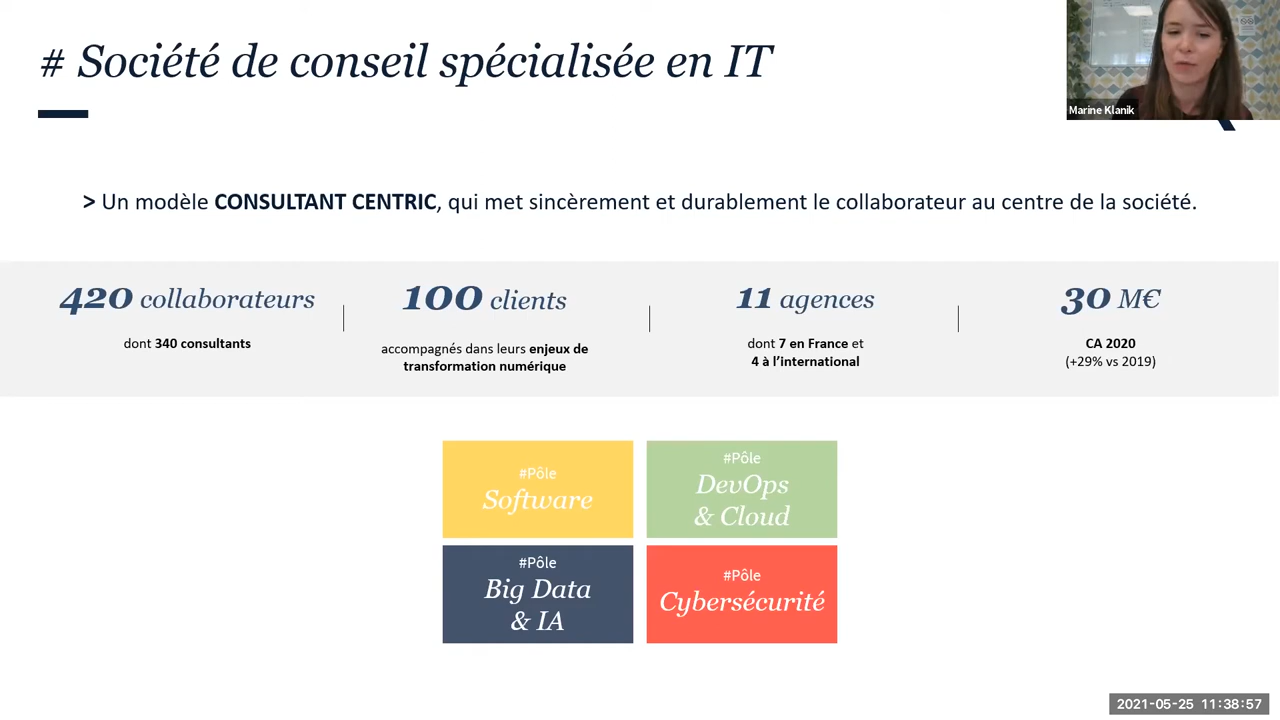 # Société de conseil spécialisée en IT
Marine Klanik
> Un modèle CONSULTANT CENTRIC, qui met sincèrement et durablement le collaborateur au centre de la société.
420 collaborateurs
dont 340 consultants
100 clients
accompagnés dans leurs enjeux de
transformation numérique
11 agences
dont 7 en France et
4 à l'international
30 M€
CA 2020
(+29% vs 2019)
#Pôle
Software
#Pôle
DevOps
& Cloud
#Pôle
Big Data
& IA
#Pôle
Cybersécurité
2021-05-25 11:38:57